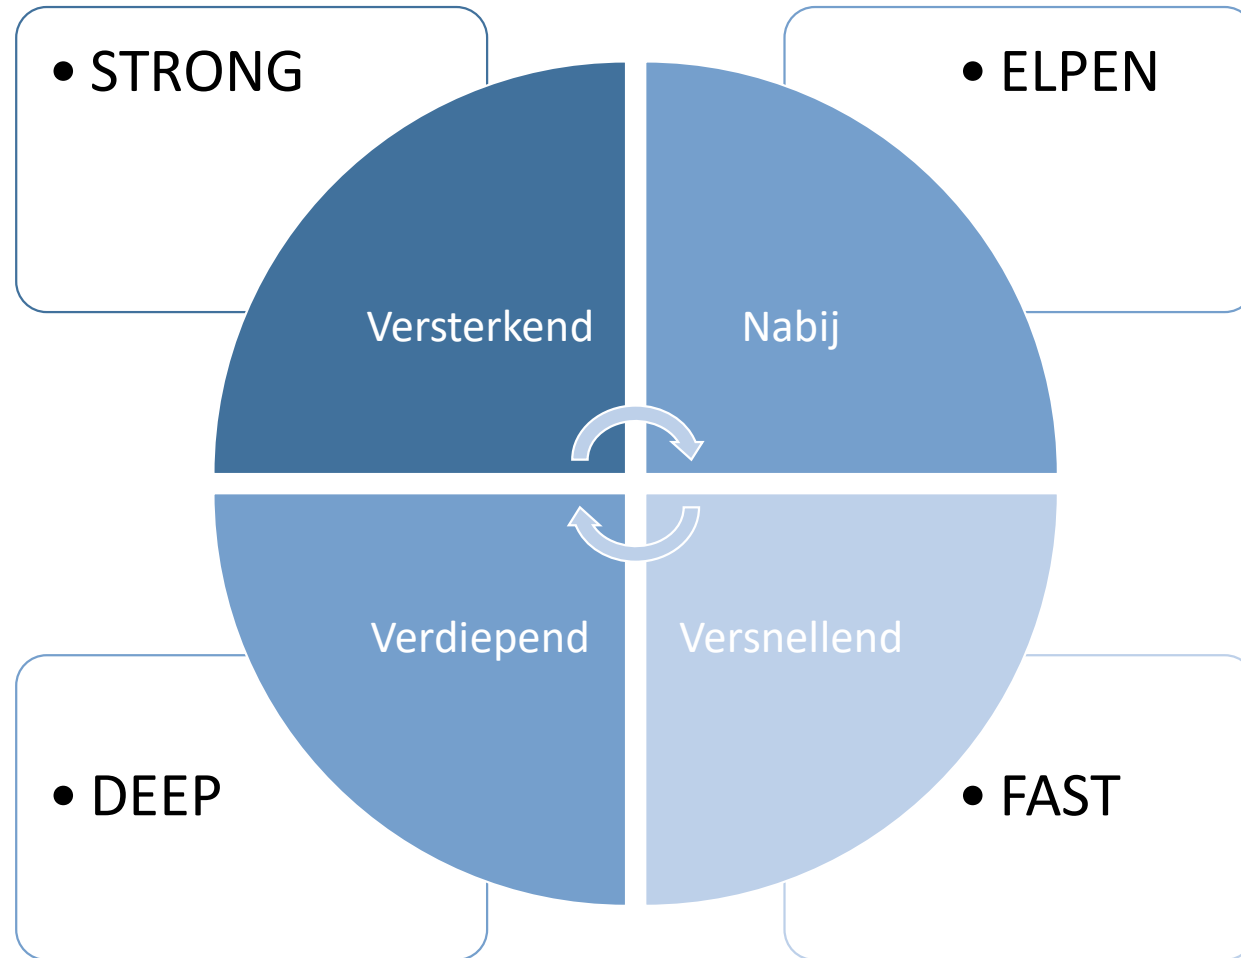 • STRONG
• ELPEN
Versterkend
Nabij
Verdiepend
Versnellend
• DEEP
• FAST